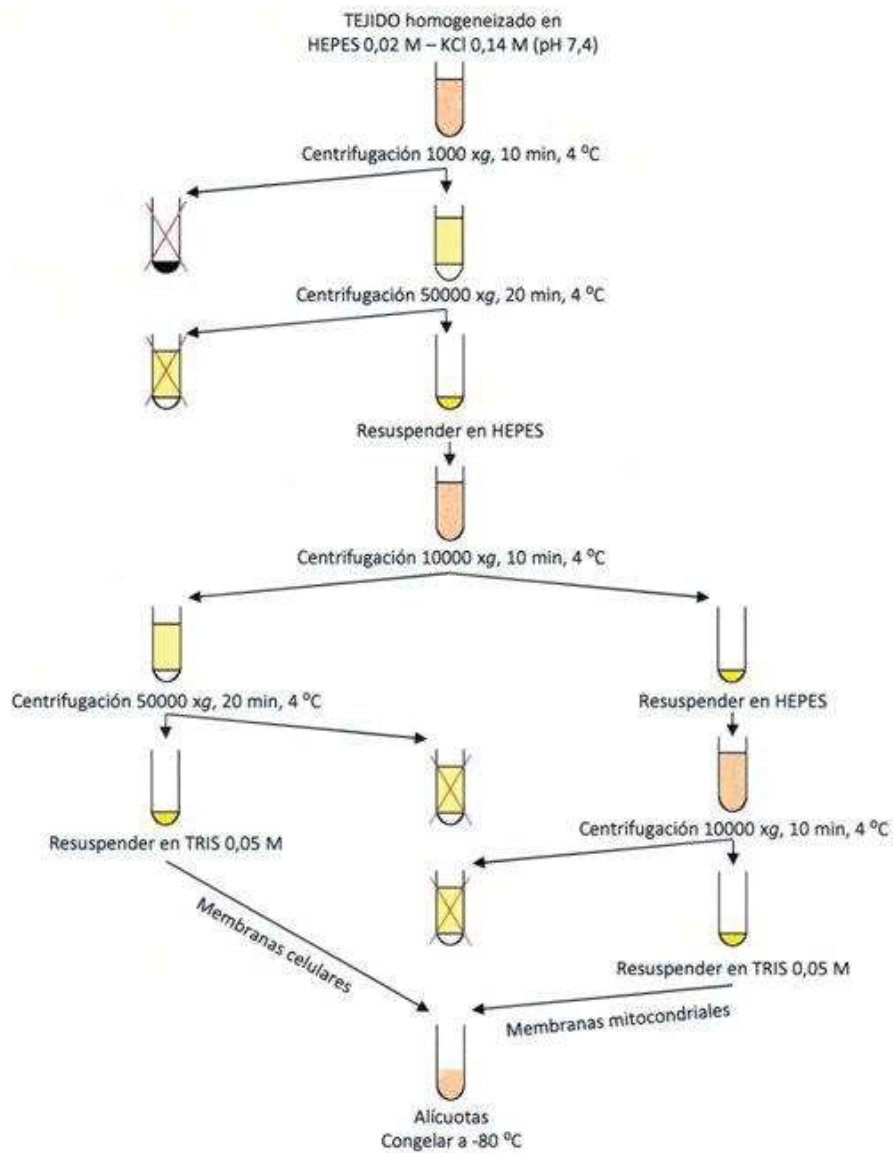 TEJIDO homogeneizado en
HEPES 0,02 M – KCl 0,14 M (pH 7,4)
Centrifugación 1000 xg, 10 min, 4 ºC
Centrifugación 50000 xg, 20 min, 4 ºC
Resuspender en HEPES
Centrifugación 10000 xg, 10 min, 4 ºC
Centrifugación 50000 xg, 20 min, 4 ºC
Resuspender en HEPES
Resuspender en TRIS 0,05 M
Centrifugación 10000 xg, 10 min, 4 ºC
Membranas celulares
Resuspender en TRIS 0,05 M
Membranas mitocondriales
Alícuotas
Congelar a -80 ºC